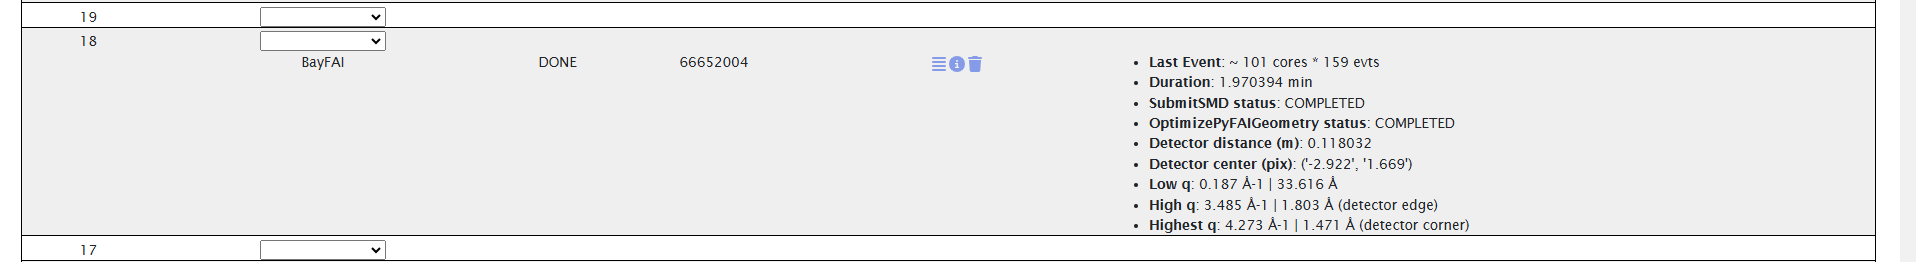 19
18
BayFAI DONE 66652004
• Last Event: ~ 101 cores * 159 evts
• Duration: 1.970394 min
• SubmitSMD status: COMPLETED
• OptimizePyFAIGeometry status: COMPLETED
• Detector distance (m): 0.118032
• Detector center (pix): ('-2.922', '1.669')
• Low q: 0.187 Å-1 | 33.616 Å
• High q: 3.485 Å-1 | 1.803 Å (detector edge)
• Highest q: 4.273 Å-1 | 1.471 Å (detector corner)
17